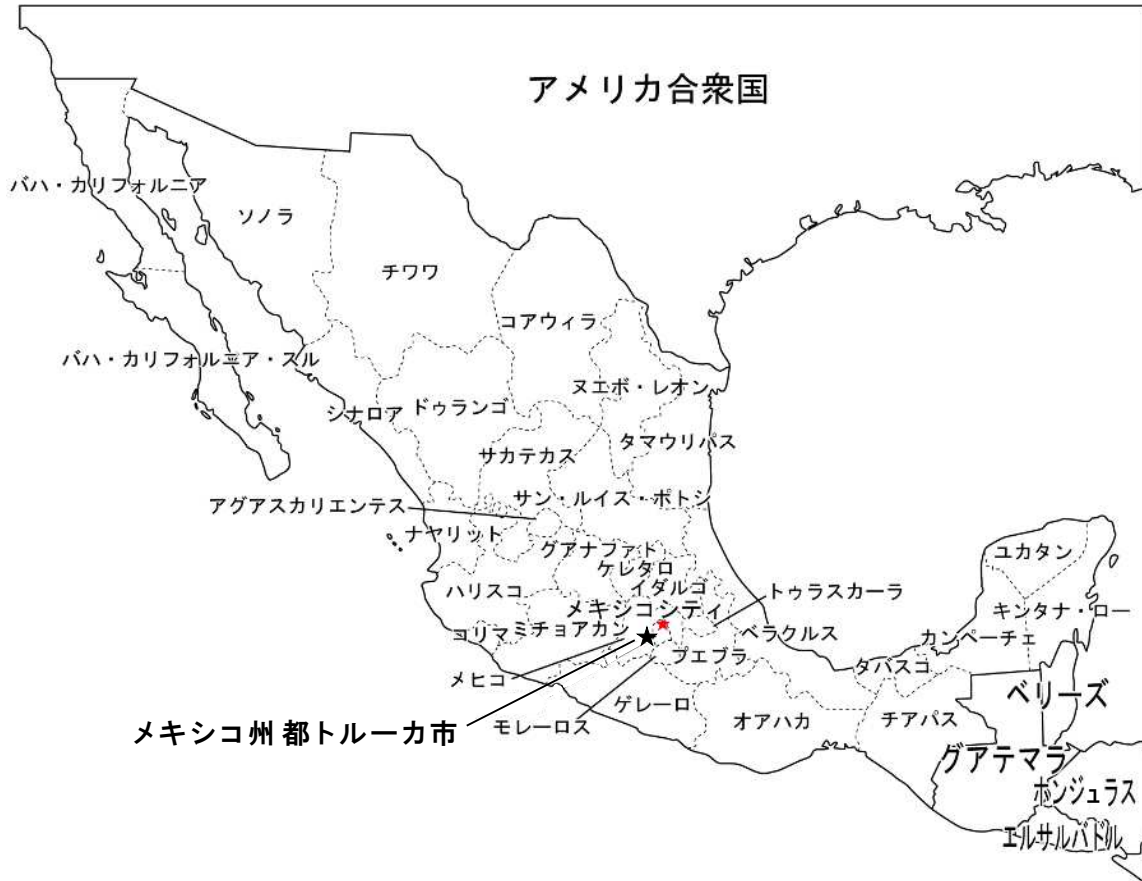 アメリカ合衆国
バハ・カリフォルニア
ソノラ
チワワ
コアウィラ
バハ・カリフォルニア・スル
ヌエボ・レオン
シナロア
ドゥランゴ
タマウリパス
サカテカス
アグアスカリエンテス
サン・ルイス・ポトシ
ナヤリット
グアナファト
ケレタロ
ユカタン
ハリスコ
イダルゴ
トゥラスカーラ
メキシコシティ
キンタナ・ロー
コリマ
ミチョアカン
ベラクルス
カンペーチェ
プエブラ
タバスコ
メヒコ
ベリーズ
ゲレーロ
モレーロス
オアハカ
チアパス
メキシコ州 都トルーカ市
グアテマラ
ホンジュラス
エルサルバドル